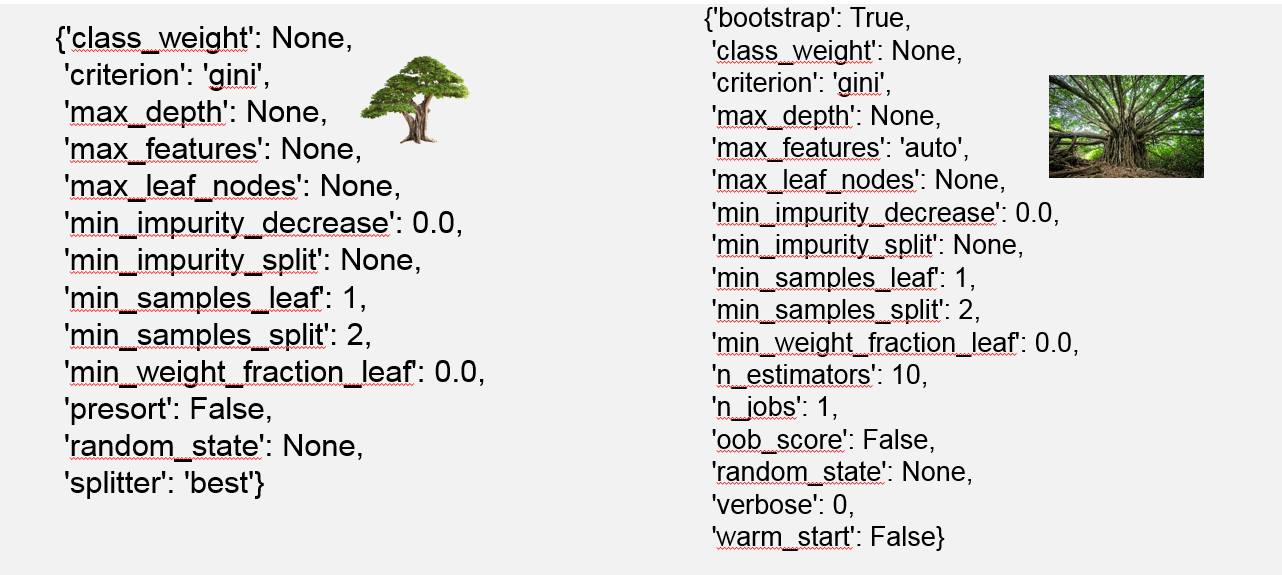 {'class_weight': None,
'criterion': 'gini',
'max_depth': None,
'max_features': None,
'max_leaf_nodes': None,
'min_impurity_decrease': 0.0,
'min_impurity_split': None,
'min_samples_leaf': 1,
'min_samples_split': 2,
'min_weight_fraction_leaf': 0.0,
'presort': False,
'random_state': None,
'splitter': 'best'}
{'bootstrap': True,
'class_weight': None,
'criterion': 'gini',
'max_depth': None,
'max_features': 'auto',
'max_leaf_nodes': None,
'min_impurity_decrease': 0.0,
'min_impurity_split': None,
'min_samples_leaf': 1,
'min_samples_split': 2,
'min_weight_fraction_leaf': 0.0,
'n_estimators': 10,
'n_jobs': 1,
'oob_score': False,
'random_state': None,
'verbose': 0,
'warm_start': False}